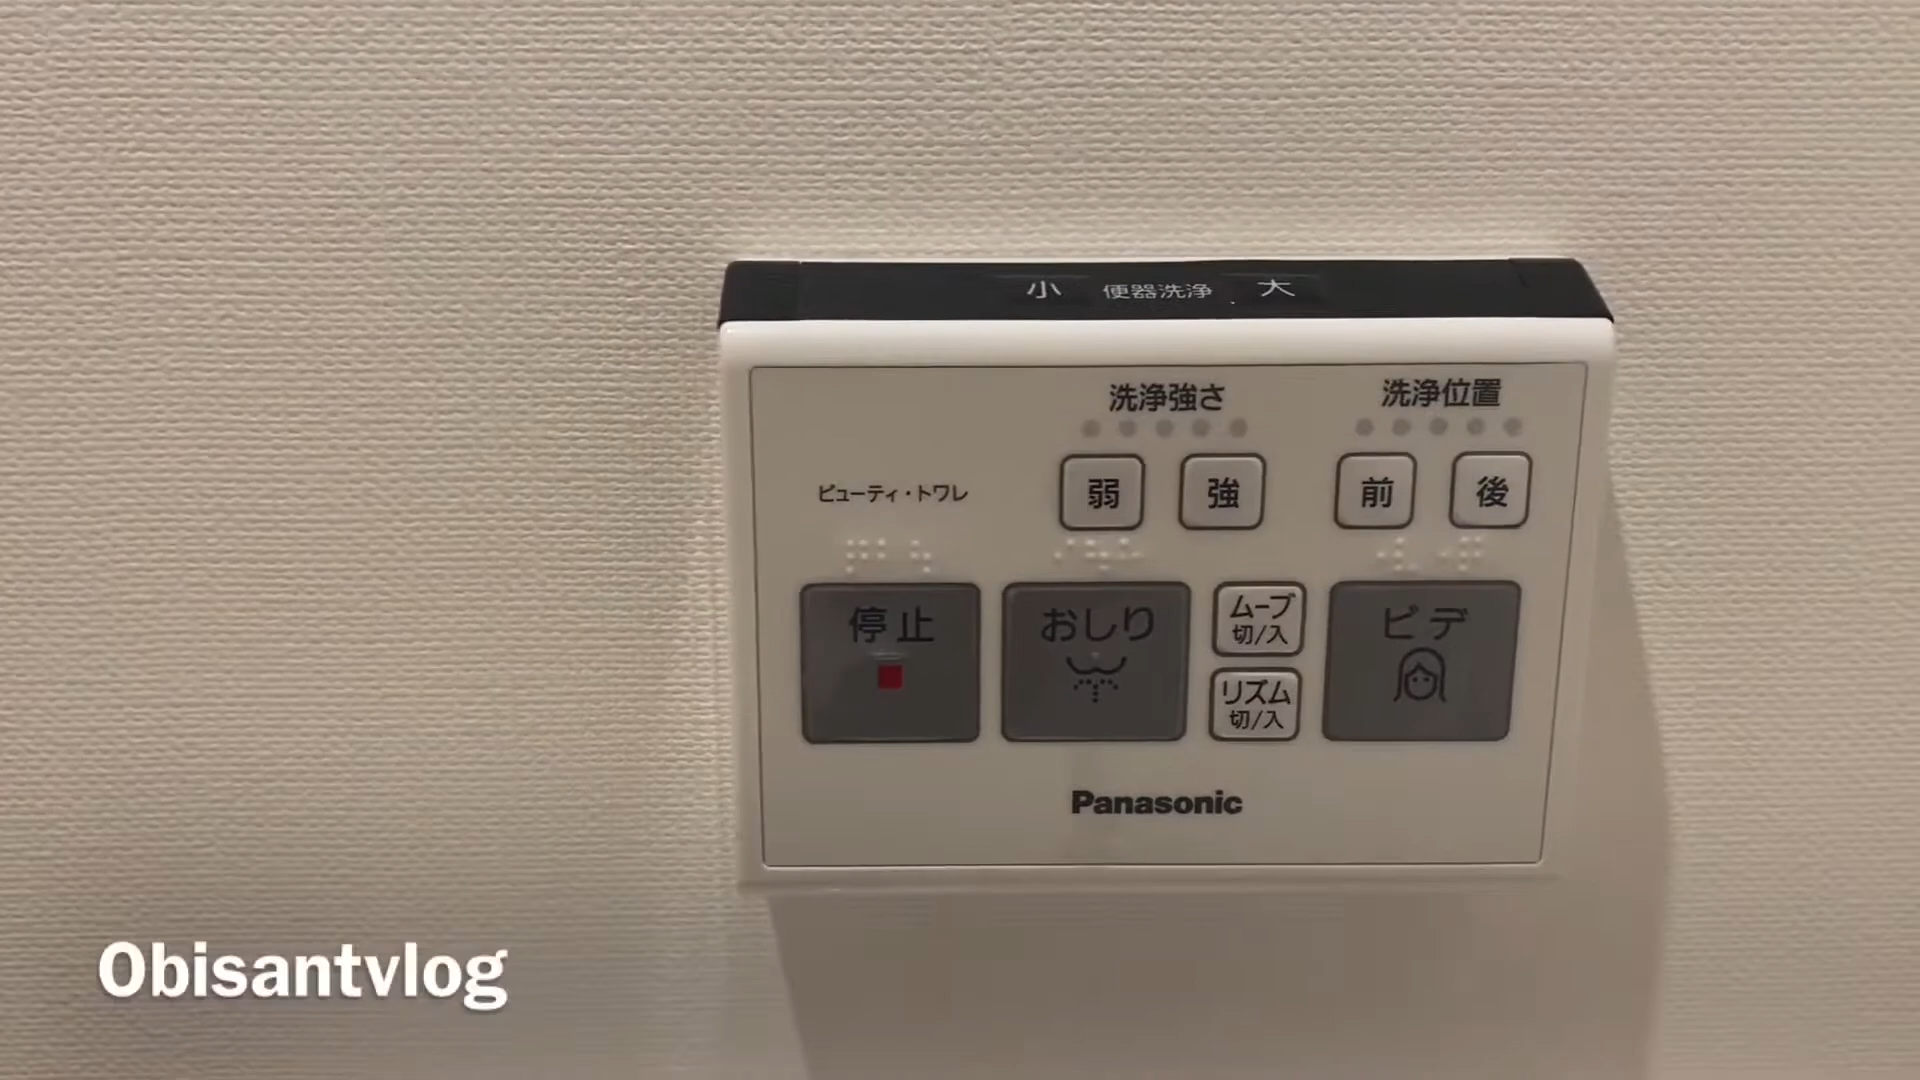 小 便器洗浄 大
洗浄強さ
洗浄位置
ビューティ・トワレ
弱
強
前
後
停止
おしり
ムーブ
切/入
リズム
切/入
ビデ
Panasonic
Obisantvlog